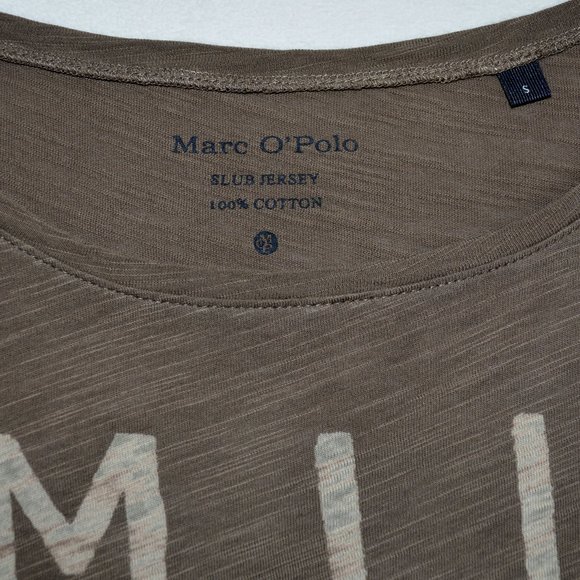 S
Marc O'Polo
SLUB JERSEY
100% COTTON